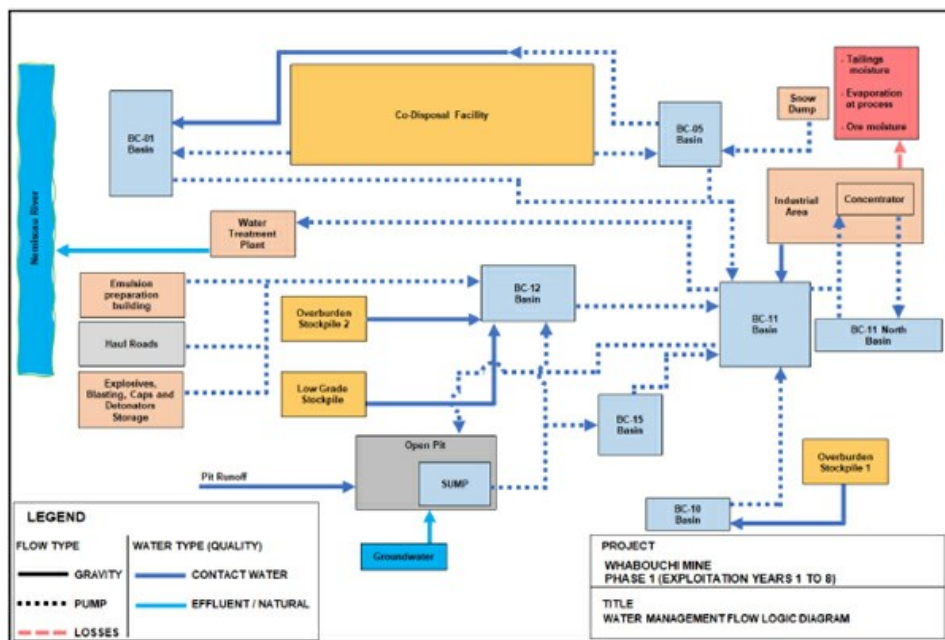 Tailings
moisture
Evaporation
at process
Ore moisture
Snow
Dump
Co-Disposal Facility
BC-01
Basin
BC-05
Basin
Nemiscau River
Water
Treatment
Plant
Industrial
Area
Concentrator
Emulsion
preparation
building
Haul Roads
Explosives,
Blasting, Caps and
Detonators
Storage
Overburden
Stockpile 2
Low Grade
Stockpile
BC-12
Basin
BC-11
Basin
BC-11 North
Basin
BC-15
Basin
Open Pit
SUMP
Pit Runoff
Groundwater
Overburden
Stockpile 1
BC-10
Basin
LEGEND
FLOW TYPE
GRAVITY
PUMP
LOSSES
WATER TYPE (QUALITY)
CONTACT WATER
EFFLUENT / NATURAL
PROJECT
WHABOUCHI MINE
PHASE 1 (EXPLOITATION YEARS 1 TO 8)
TITLE
WATER MANAGEMENT FLOW LOGIC DIAGRAM